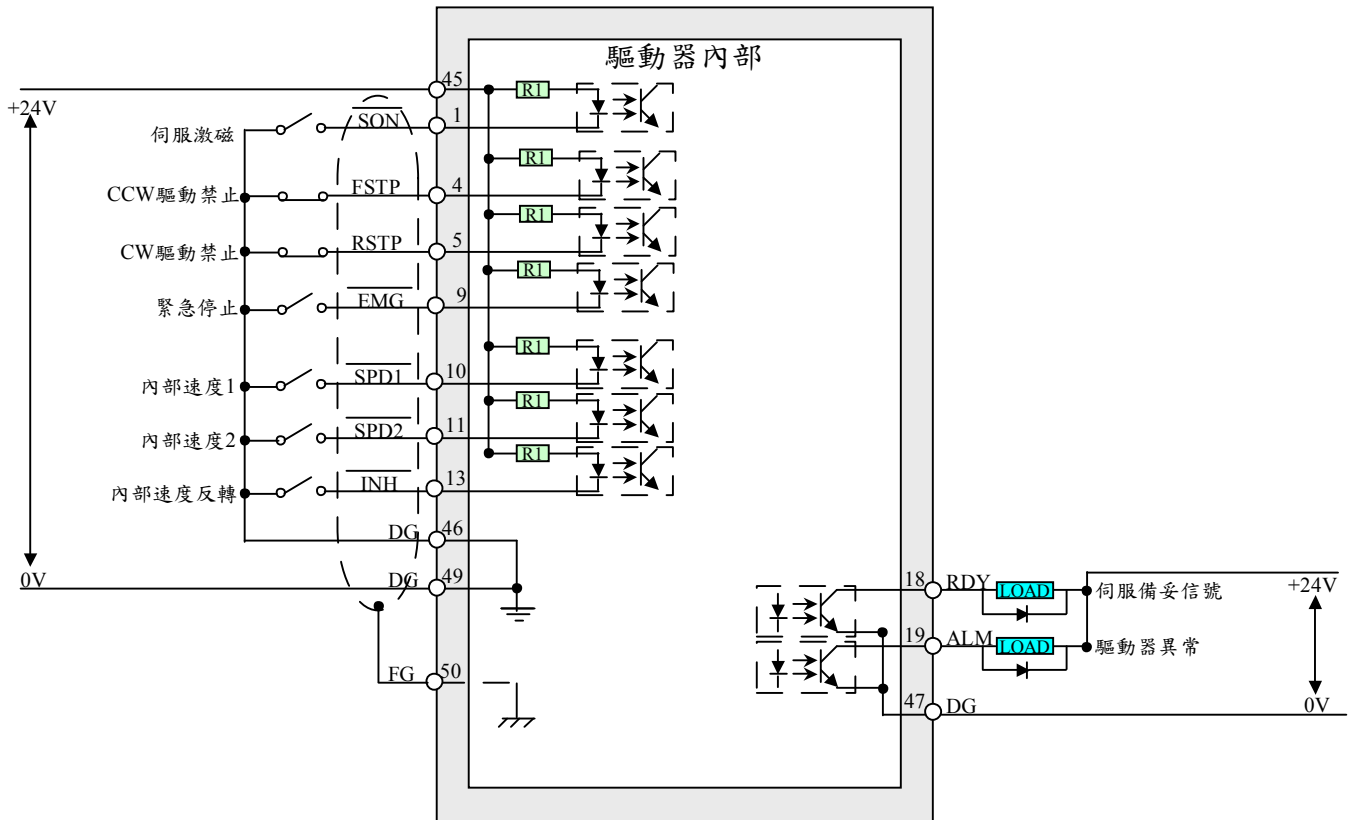 驅動器內部
+24V
45
R1
伺服激磁
SON
1
R1
CCW驅動禁止
FSTP
4
R1
CW驅動禁止
RSTP
5
R1
緊急停止
EMG
9
R1
內部速度1
SPD1
10
R1
內部速度2
SPD2
11
R1
內部速度反轉
INH
13
DG
46
0V
DG
49
FG
50
18
RDY
LOAD
伺服備妥信號
+24V
19
ALM
LOAD
驅動器異常
47
DG
0V